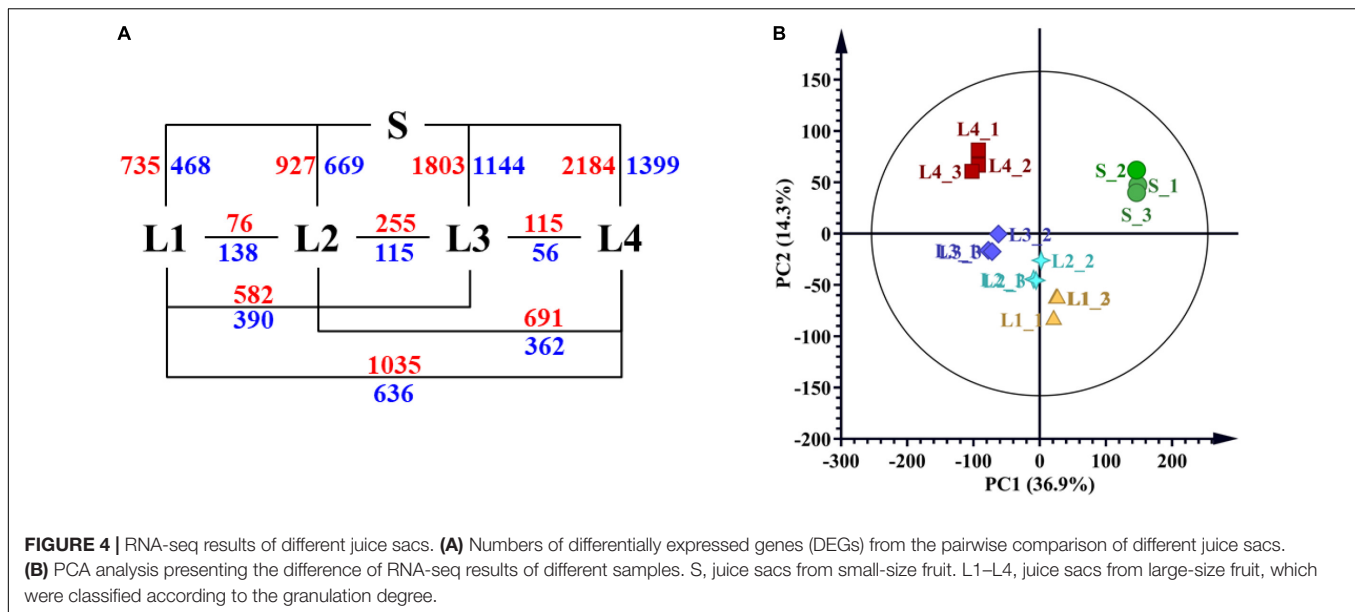 A
S
735 468 927 669 1803 1144 2184 1399
L1 76 L2 255 L3 115 L4
138 115 56
582
390
691
362
1035
636
B
150
100
50
0
-50
-100
-150
-200
PC2 (14.3%)
L4_1
L4_2
L4_3
S_2
S_1
S_3
L3_2
L2_2
L1_1
-300 -200 -100 0 100 200
PC1 (36.9%)
FIGURE 4 | RNA-seq results of different juice sacs. (A) Numbers of differentially expressed genes (DEGs) from the pairwise comparison of different juice sacs.
(B) PCA analysis presenting the difference of RNA-seq results of different samples. S, juice sacs from small-size fruit. L1–L4, juice sacs from large-size fruit, which
were classified according to the granulation degree.